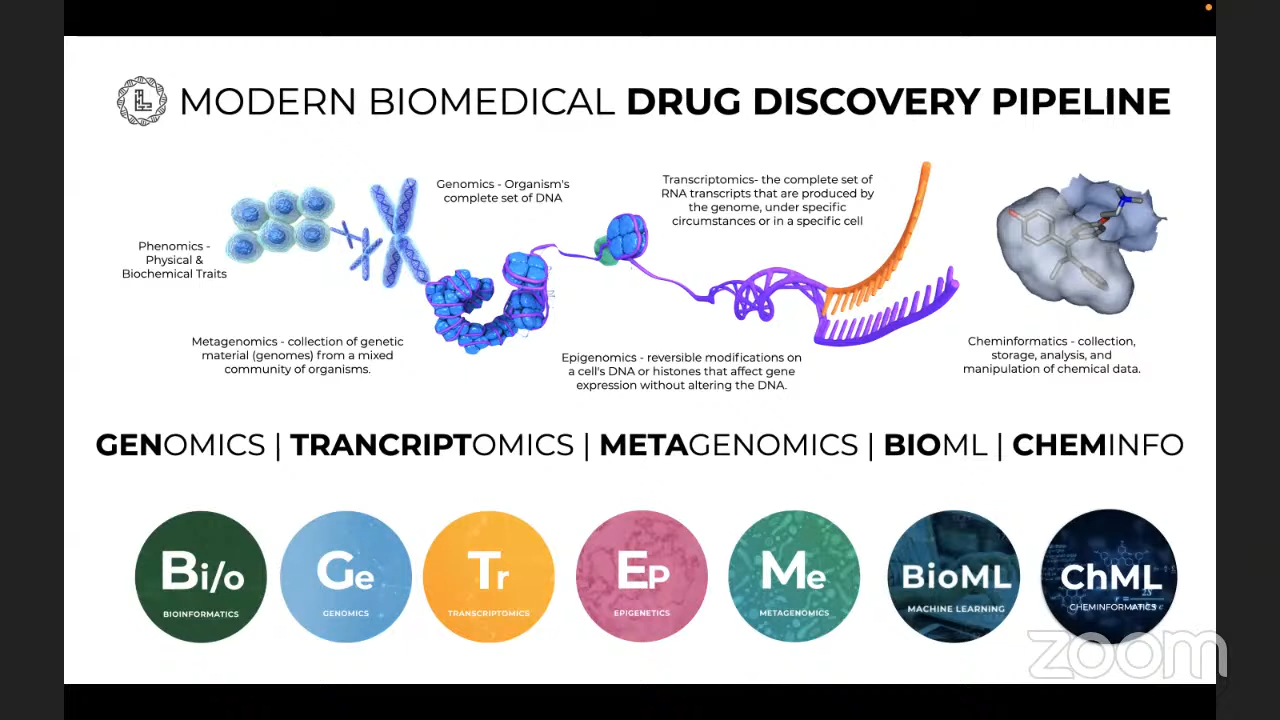 MODERN BIOMEDICAL DRUG DISCOVERY PIPELINE
Phenomics -
Physical &
Biochemical Traits
Genomics - Organism's
complete set of DNA
Transcriptomics- the complete set of
RNA transcripts that are produced by
the genome, under specific
circumstances or in a specific cell
Metagenomics - collection of genetic
material (genomes) from a mixed
community of organisms.
Epigenomics - reversible modifications on
a cell's DNA or histones that affect gene
expression without altering the DNA.
Cheminformatics - collection,
storage, analysis, and
manipulation of chemical data.
GENOMICS | TRANCRIPTOMICS | METAGENOMICS | BIOML | CHEMINFO
Bi/o
BIOINFORMATICS
Ge
GENOMICS
Tr
TRANSCRIPTOMICS
Ep
EPIGENETICS
Me
METAGENOMICS
BioML
MACHINE LEARNING
ChML
CHEMINFORMATICS
zoom